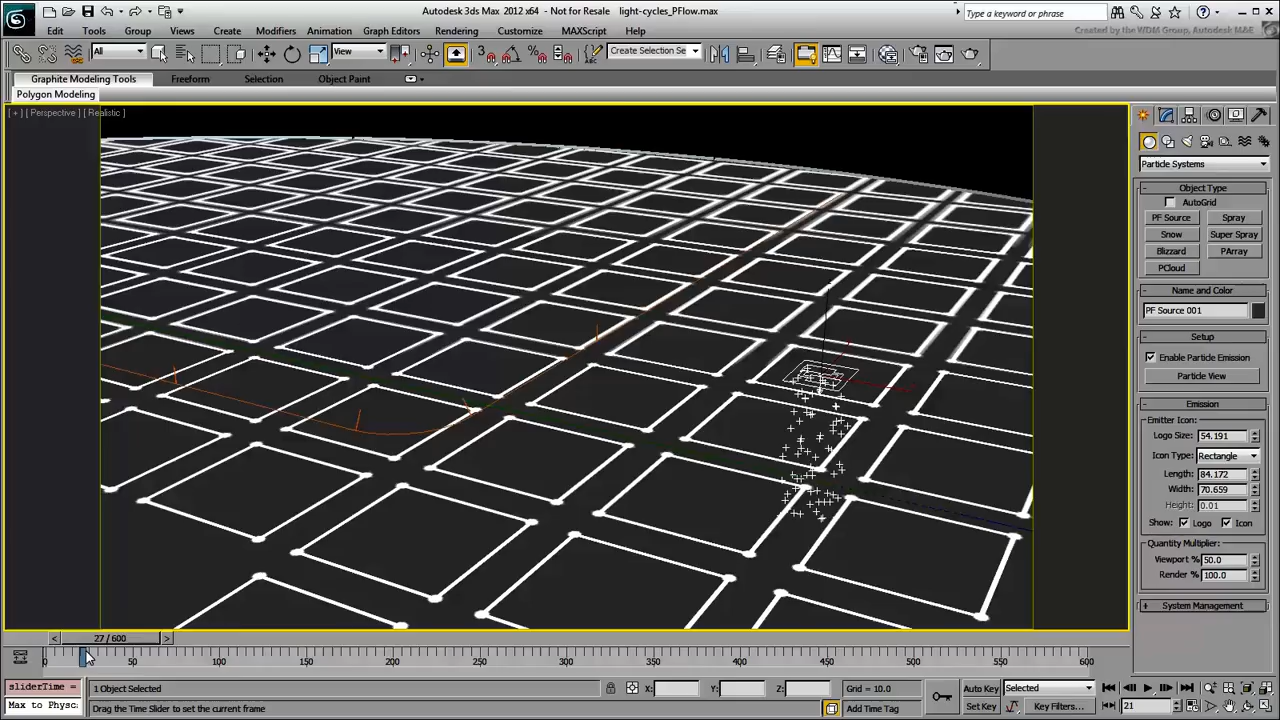 Autodesk 3ds Max 2012 x64 - Not for Resale light-cycles_PFlow.max
Type a keyword or phrase
Edit Tools Group Views Create Modifiers Animation Graph Editors Rendering Customize MAXScript Help
Created by the WDM Group, Autodesk M&E
All View 3 Create Selection Se
Graphite Modeling Tools Freeform Selection Object Paint
Polygon Modeling
[ + ] [ Perspective ] [ Realistic ]
Particle Systems
- Object Type
AutoGrid
PF Source Spray
Snow Super Spray
Blizzard PArray
PCloud
- Name and Color
PF Source 001
- Setup
Enable Particle Emission
Particle View
- Emission
Emitter Icon:
Logo Size: 54.191
Icon Type: Rectangle
Length: 84.172
Width: 70.659
Height: 0.01
Show: Logo Icon
Quantity Multiplier:
Viewport % 50.0
Render % 100.0
+ System Management
< 27 / 600 >
0 50 100 150 200 250 300 350 400 450 500 550 600
sliderTime = 1 Object Selected X: Y: Z: Grid = 10.0 Auto Key Selected
Max to Physc Drag the Time Slider to set the current frame Add Time Tag Set Key Key Filters... 21